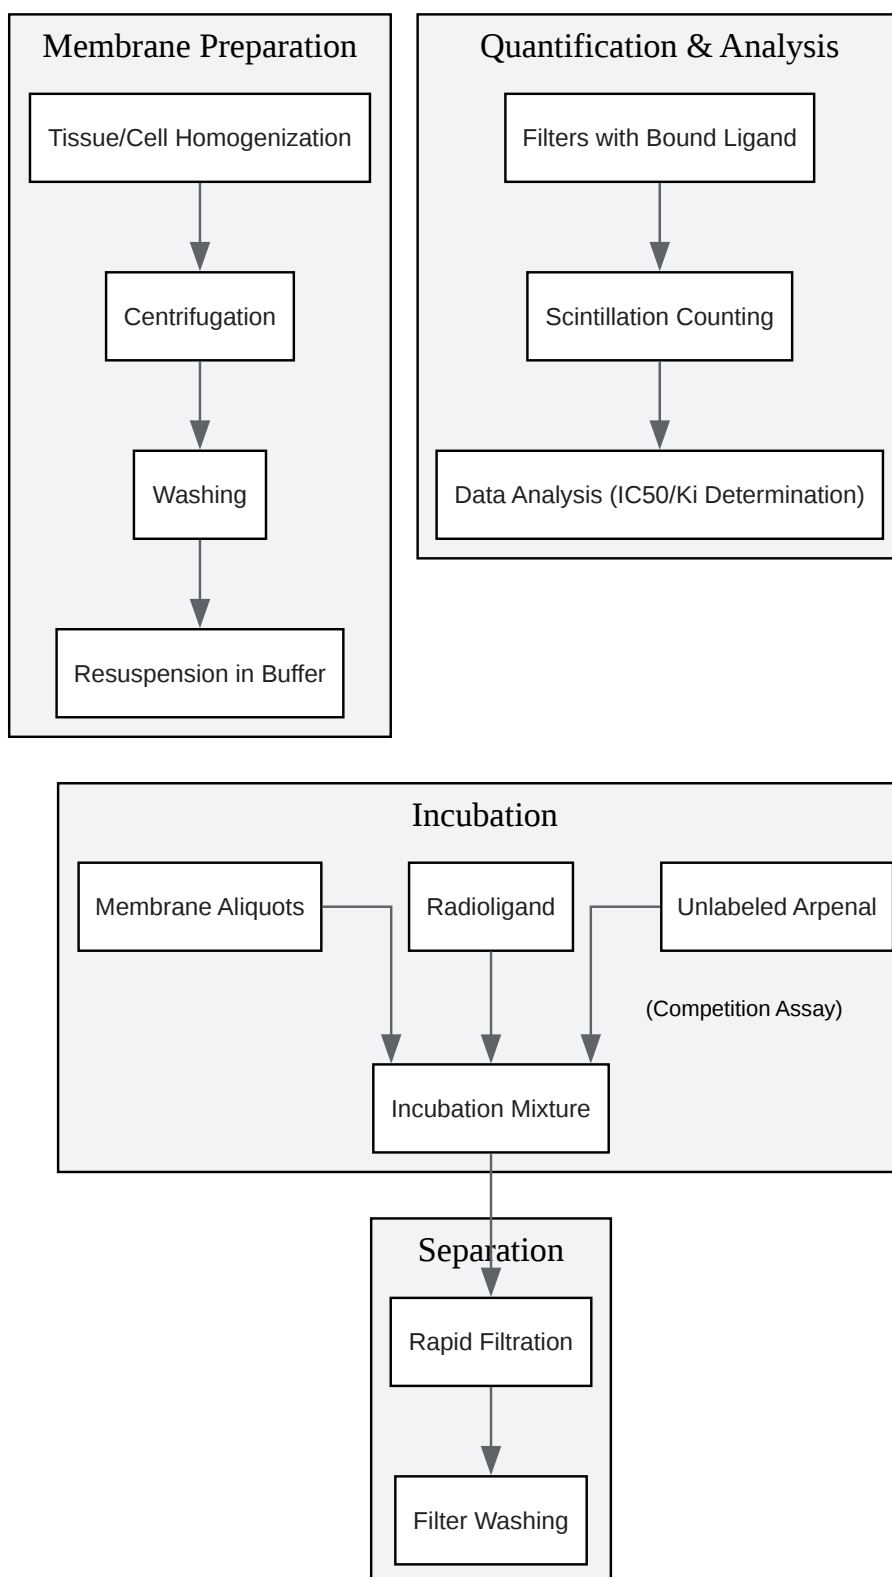 Membrane Preparation
Tissue/Cell Homogenization
Centrifugation
Washing
Resuspension in Buffer
Quantification & Analysis
Filters with Bound Ligand
Scintillation Counting
Data Analysis (IC50/Ki Determination)
Incubation
Membrane Aliquots
Radioligand
Unlabeled Arpenal
(Competition Assay)
Incubation Mixture
Separation
Rapid Filtration
Filter Washing